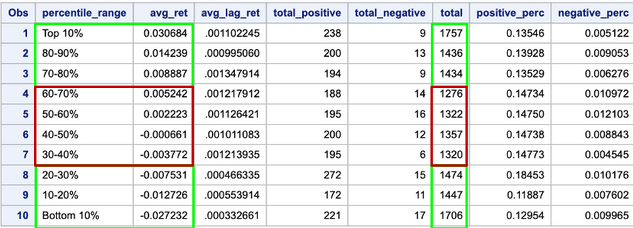 Obs percentile_range avg_ret avg_lag_ret total_positive total_negative total positive_perc negative_perc
1 Top 10% 0.030684 .001102245 238 9 1757 0.13546 0.005122
2 80-90% 0.014239 .000995060 200 13 1436 0.13928 0.009053
3 70-80% 0.008887 .001347914 194 9 1434 0.13529 0.006276
4 60-70% 0.005242 .001217912 188 14 1276 0.14734 0.010972
5 50-60% 0.002223 .001126421 195 16 1322 0.14750 0.012103
6 40-50% -0.000661 .001011083 200 12 1357 0.14738 0.008843
7 30-40% -0.003772 .001213935 195 6 1320 0.14773 0.004545
8 20-30% -0.007531 .000466335 272 15 1474 0.18453 0.010176
9 10-20% -0.012726 .000553914 172 11 1447 0.11887 0.007602
10 Bottom 10% -0.027232 .000332661 221 17 1706 0.12954 0.009965